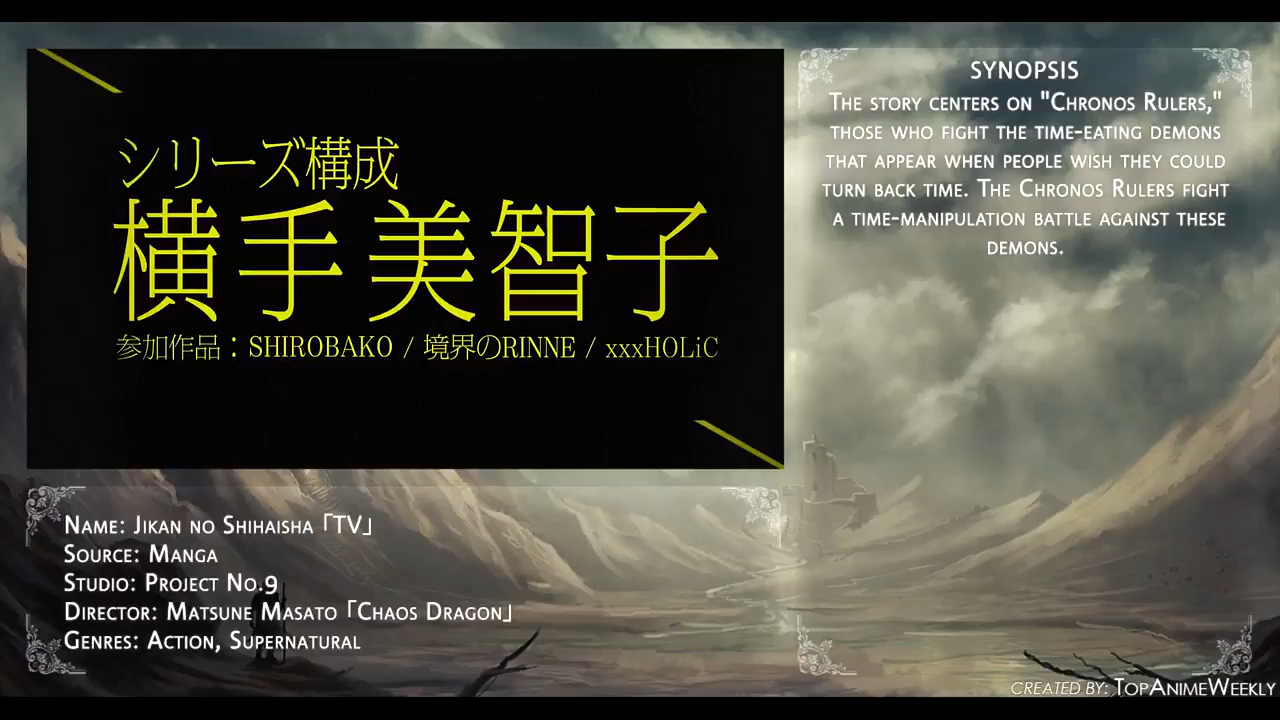 シリーズ構成
横手美智子
参加作品：SHIROBAKO / 境界のRINNE / xxxHOLiC
SYNOPSIS
The story centers on "Chronos Rulers,"
those who fight the time-eating demons
that appear when people wish they could
turn back time. The Chronos Rulers fight
a time-manipulation battle against these
demons.
Name: Jikan no Shihaisha「TV」
Source: Manga
Studio: Project No.9
Director: Matsune Masato「Chaos Dragon」
Genres: Action, Supernatural
CREATED BY: TopAnimeWeekly